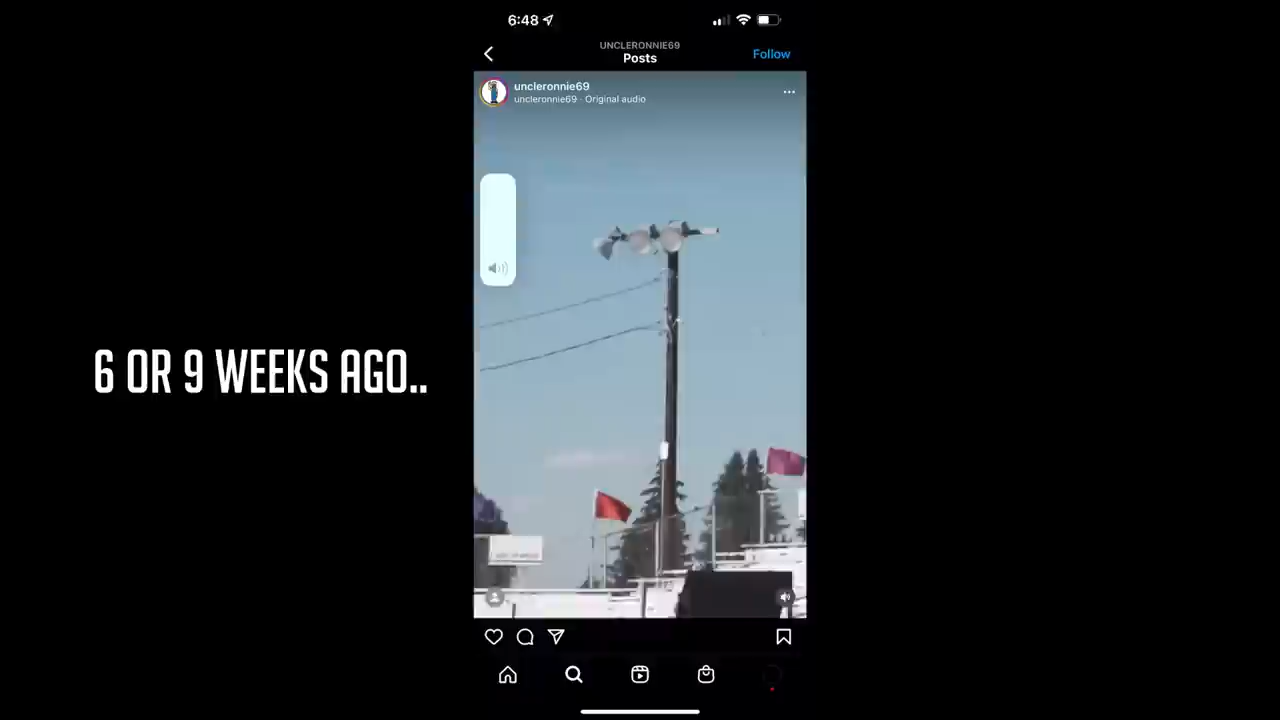 6:48
UNCLERONNIE69
Posts
Follow
uncleronnie69
uncleronnie69 · Original audio
6 OR 9 WEEKS AGO..